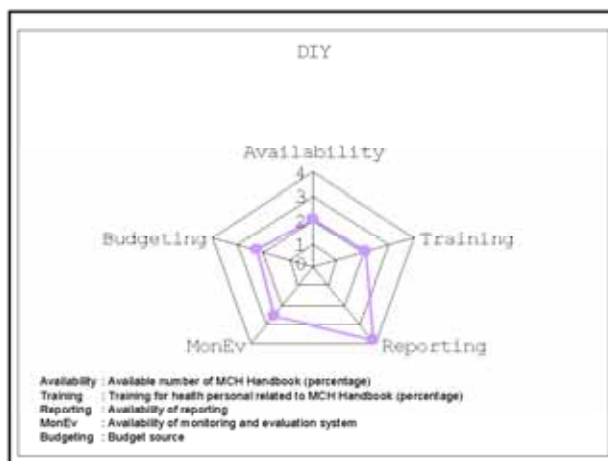 DIY
Availability
4
3
2
1
0
Budgeting
Training
MonEv
Reporting
Availability : Available number of MCH Handbook (percentage)
Training : Training for health personal related to MCH Handbook (percentage)
Reporting : Availability of reporting
MonEv : Availability of monitoring and evaluation system
Budgeting : Budget source